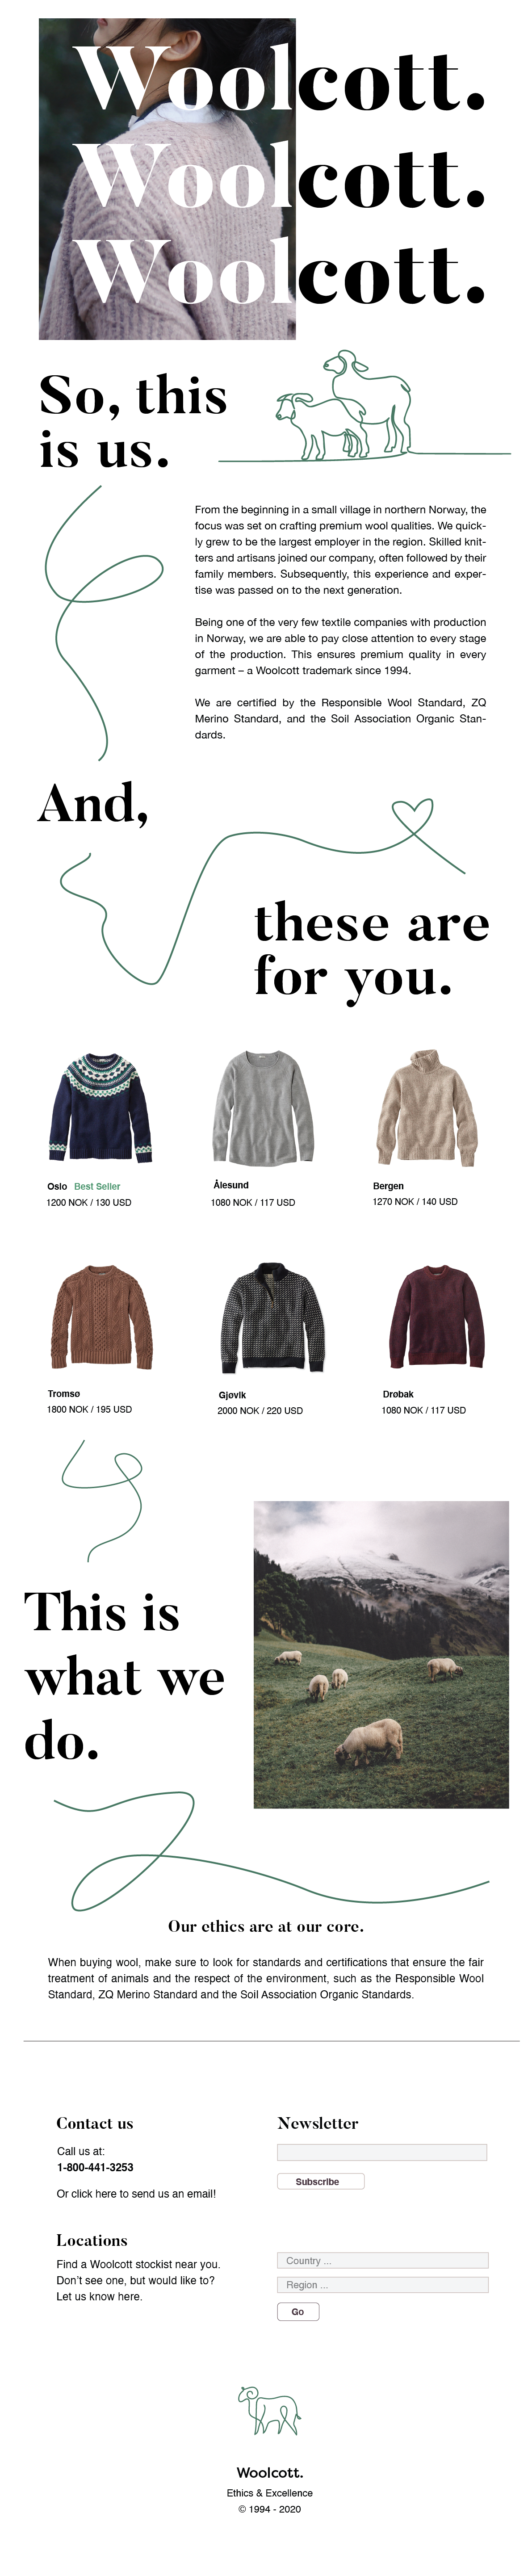 Woolcott.
Woolcott.
Woolcott.
So, this
is us.
From the beginning in a small village in northern Norway, the
focus was set on crafting premium wool qualities. We quick-
ly grew to be the largest employer in the region. Skilled knit-
ters and artisans joined our company, often followed by their
family members. Subsequently, this experience and exper-
tise was passed on to the next generation.
Being one of the very few textile companies with production
in Norway, we are able to pay close attention to every stage
of the production. This ensures premium quality in every
garment – a Woolcott trademark since 1994.
We are certified by the Responsible Wool Standard, ZQ
Merino Standard, and the Soil Association Organic Stan-
dards.
And,
these are
for you.
Oslo Best Seller
1200 NOK / 130 USD
Ålesund
1080 NOK / 117 USD
Bergen
1270 NOK / 140 USD
Tromsø
1800 NOK / 195 USD
Gjøvik
2000 NOK / 220 USD
Drøbak
1080 NOK / 117 USD
This is
what we
do.
Our ethics are at our core.
When buying wool, make sure to look for standards and certifications that ensure the fair
treatment of animals and the respect of the environment, such as the Responsible Wool
Standard, ZQ Merino Standard and the Soil Association Organic Standards.
Contact us
Call us at:
1-800-441-3253
Or click here to send us an email!
Newsletter
Subscribe
Locations
Find a Woolcott stockist near you.
Don't see one, but would like to?
Let us know here.
Country ...
Region ...
Go
Woolcott.
Ethics & Excellence
© 1994 - 2020